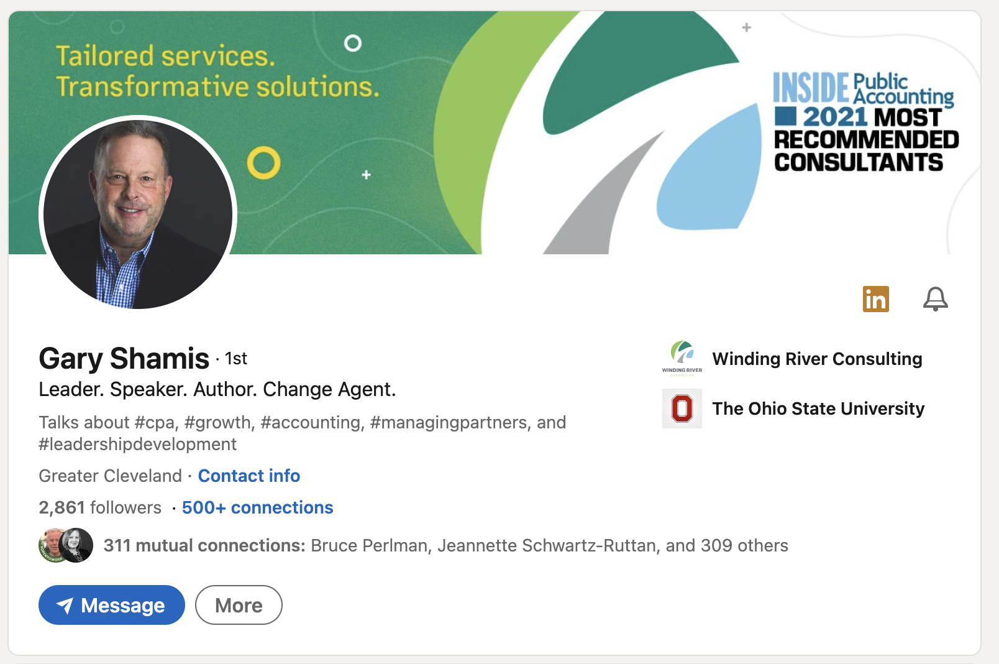 Tailored services.
Transformative solutions.
INSIDE Public
Accounting
2021 MOST
RECOMMENDED
CONSULTANTS
in
Gary Shamis · 1st
Leader. Speaker. Author. Change Agent.
Talks about #cpa, #growth, #accounting, #managingpartners, and
#leadershipdevelopment
Greater Cleveland · Contact info
2,861 followers · 500+ connections
311 mutual connections: Bruce Perlman, Jeannette Schwartz-Ruttan, and 309 others
Message
More
WINDING RIVER
CONSULTING
Winding River Consulting
The Ohio State University
#OPENTOWORK